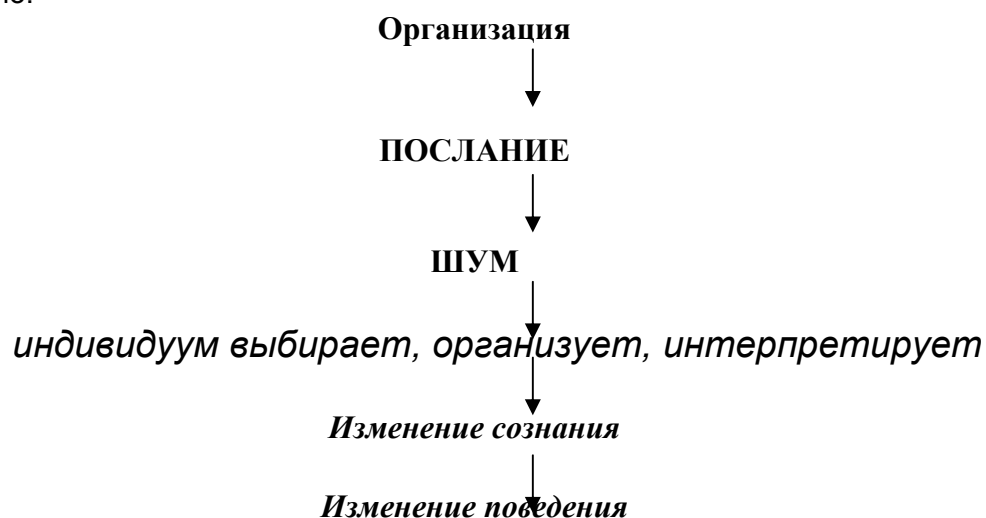 Организация
ПОСЛАНИЕ
ШУМ
индивидуум выбирает, организует, интерпретирует
Изменение сознания
Изменение поведения